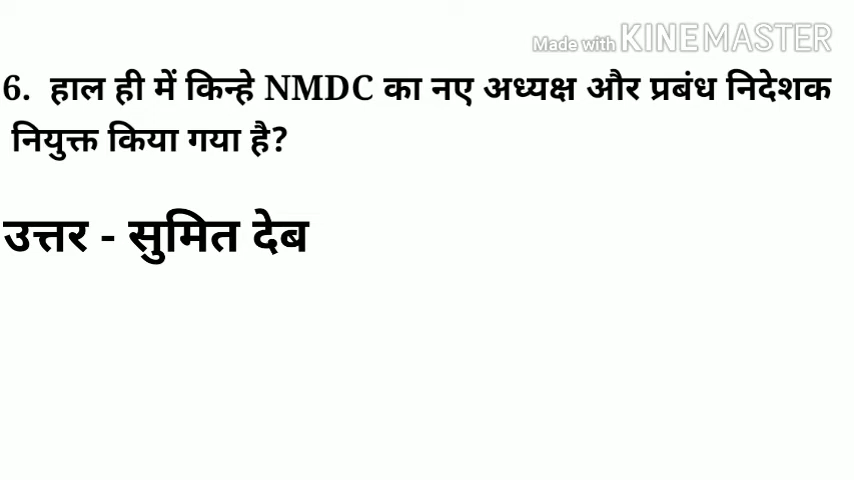 Made with KINEMASTER
6. हाल ही में किन्हे NMDC का नए अध्यक्ष और प्रबंध निदेशक
नियुक्त किया गया है?
उत्तर - सुमित देब